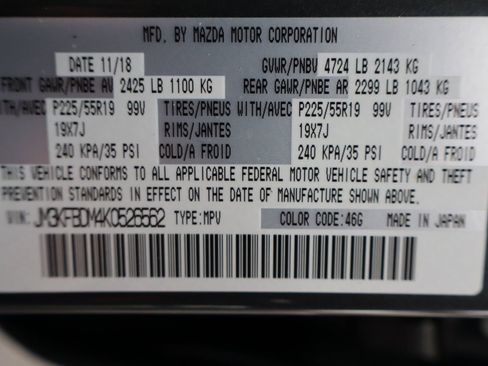 MFD. BY MAZDA MOTOR CORPORATION
DATE 11/18 GVWR/PNBV 4724 LB 2143 KG
FRONT GAWR/PNBE AV 2425 LB 1100 KG REAR GAWR/PNBE AR 2299 LB 1043 KG
WITH/AVEC P225/55R19 99V TIRES/PNEUS WITH/AVEC P225/55R19 99V TIRES/PNEUS
19X7J RIMS/JANTES 19X7J RIMS/JANTES
240 KPA/35 PSI COLD/A FROID 240 KPA/35 PSI COLD/A FROID
THIS VEHICLE CONFORMS TO ALL APPLICABLE FEDERAL MOTOR VEHICLE SAFETY AND THEFT
PREVENTION STANDARDS IN EFFECT ON THE DATE OF MANUFACTURE SHOWN ABOVE.
VIN: JM3KFBDM4K0526562 TYPE:MPV COLOR CODE:46G MADE IN JAPAN